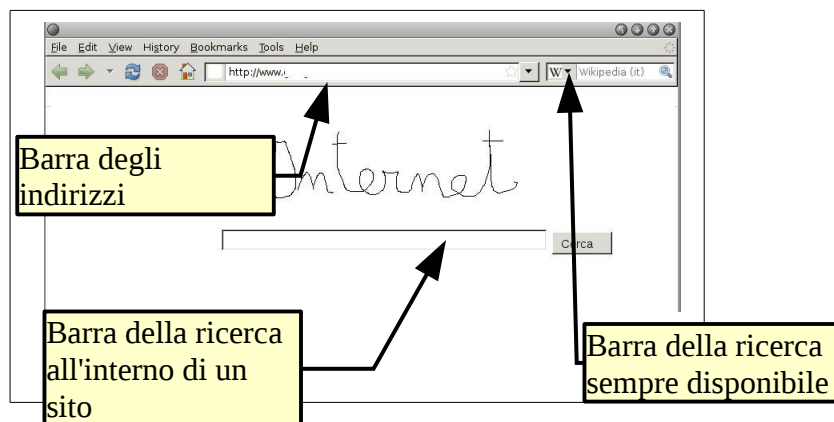 File Edit View History Bookmarks Tools Help
http://www.
W Wikipedia (it)
Barra degli
indirizzi
Internet
Cerca
Barra della ricerca
all'interno di un
sito
Barra della ricerca
sempre disponibile